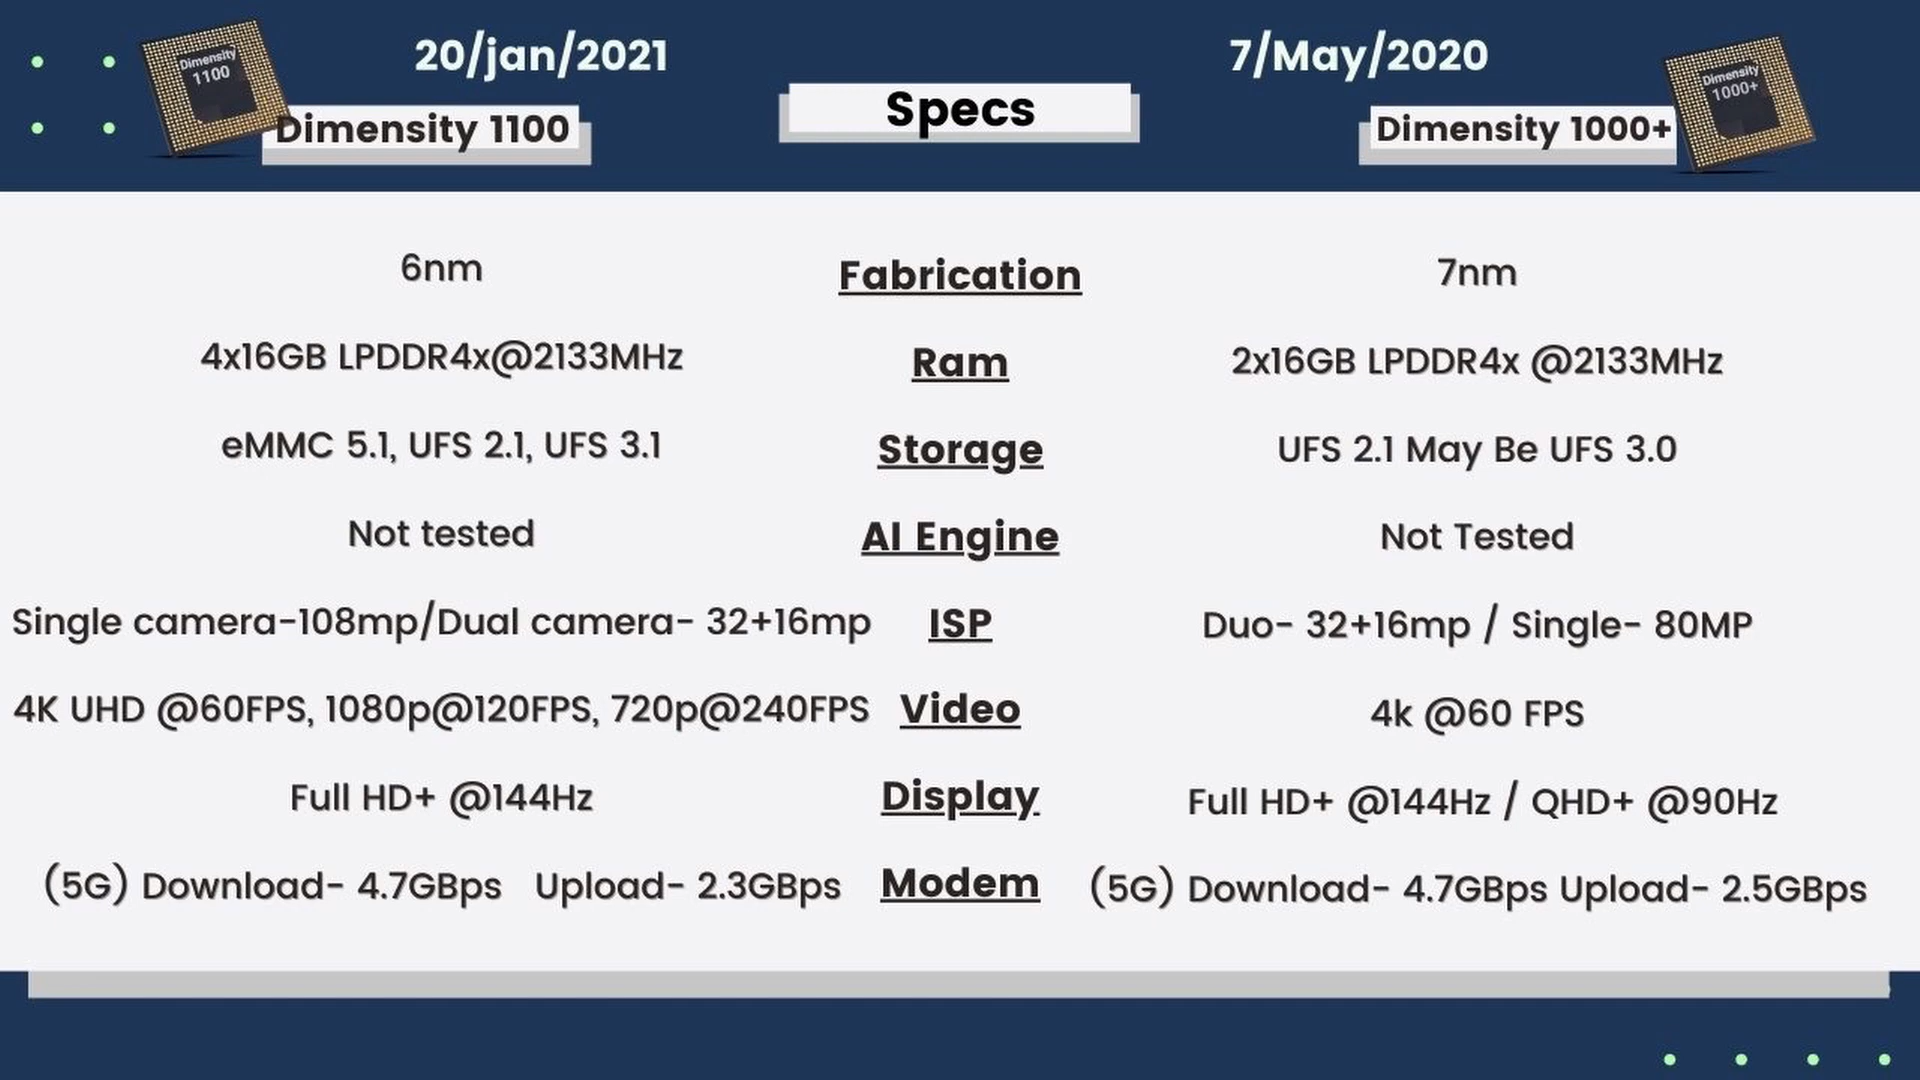 20/jan/2021
7/May/2020
Dimensity
1100
Dimensity
1000+
Dimensity 1100
Specs
Dimensity 1000+
6nm
Fabrication
7nm
4x16GB LPDDR4x@2133MHz
Ram
2x16GB LPDDR4x @2133MHz
eMMC 5.1, UFS 2.1, UFS 3.1
Storage
UFS 2.1 May Be UFS 3.0
Not tested
AI Engine
Not Tested
Single camera-108mp/Dual camera- 32+16mp
ISP
Duo- 32+16mp / Single- 80MP
4K UHD @60FPS, 1080p@120FPS, 720p@240FPS
Video
4k @60 FPS
Full HD+ @144Hz
Display
Full HD+ @144Hz / QHD+ @90Hz
(5G) Download- 4.7GBps Upload- 2.3GBps
Modem
(5G) Download- 4.7GBps Upload- 2.5GBps